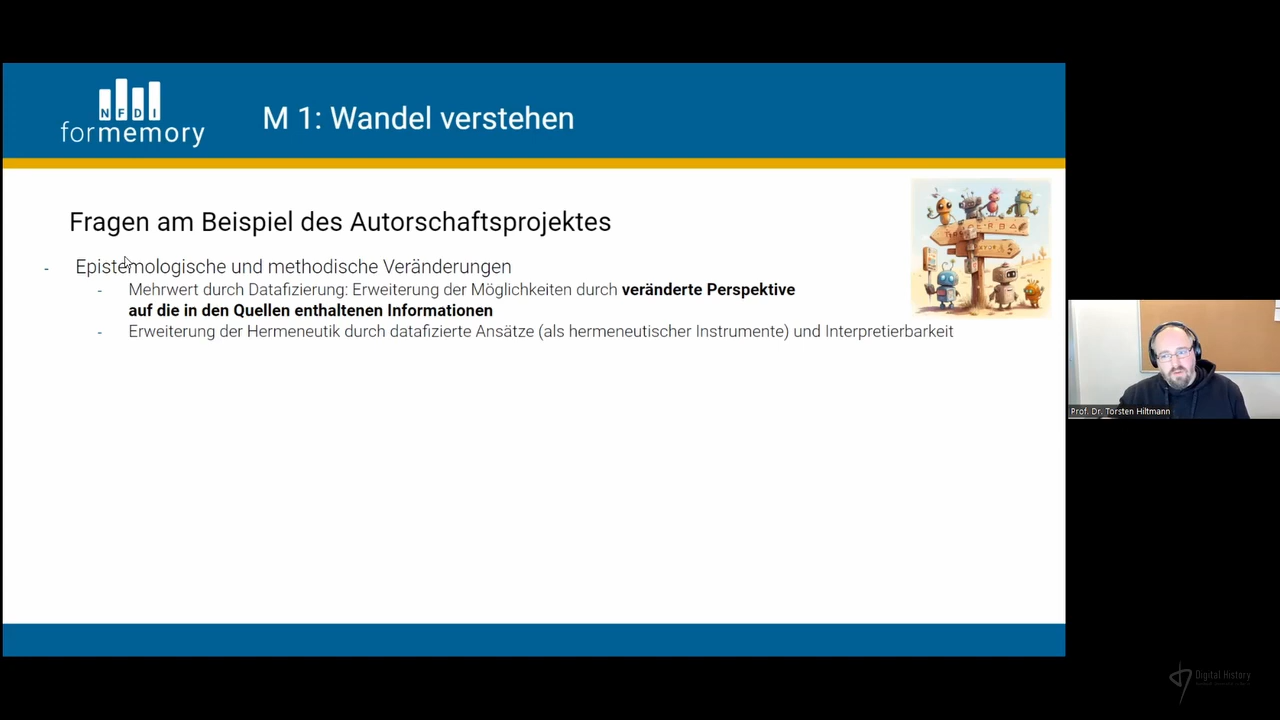 NFDI
formemory
M 1: Wandel verstehen
Fragen am Beispiel des Autorschaftsprojektes
- Epistemologische und methodische Veränderungen
- Mehrwert durch Datafizierung: Erweiterung der Möglichkeiten durch veränderte Perspektive
auf die in den Quellen enthaltenen Informationen
- Erweiterung der Hermeneutik durch datafizierte Ansätze (als hermeneutischer Instrumente) und Interpretierbarkeit
Prof. Dr. Torsten Hiltmann
Digital History